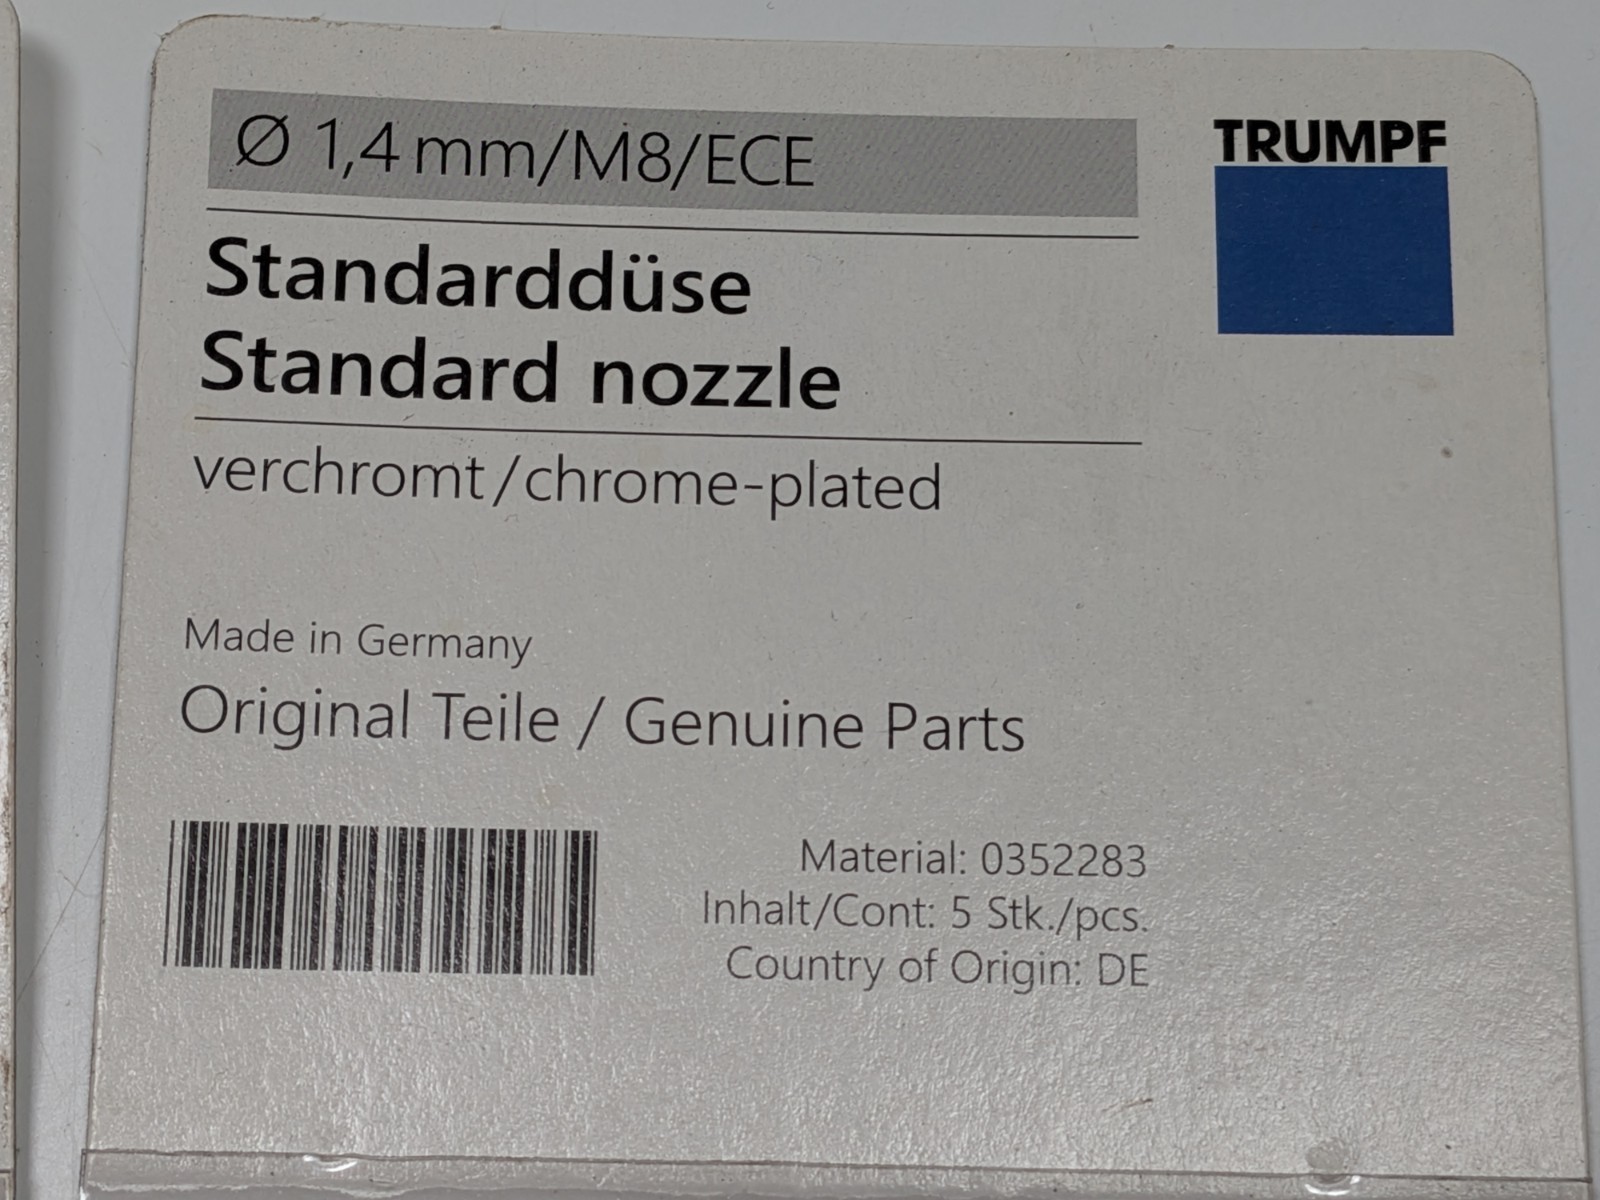 Ø 1,4 mm/M8/ECE
TRUMPF
Standarddüse
Standard nozzle
verchromt/chrome-plated
Made in Germany
Original Teile / Genuine Parts
Material: 0352283
Inhalt/Cont: 5 Stk./pcs.
Country of Origin: DE